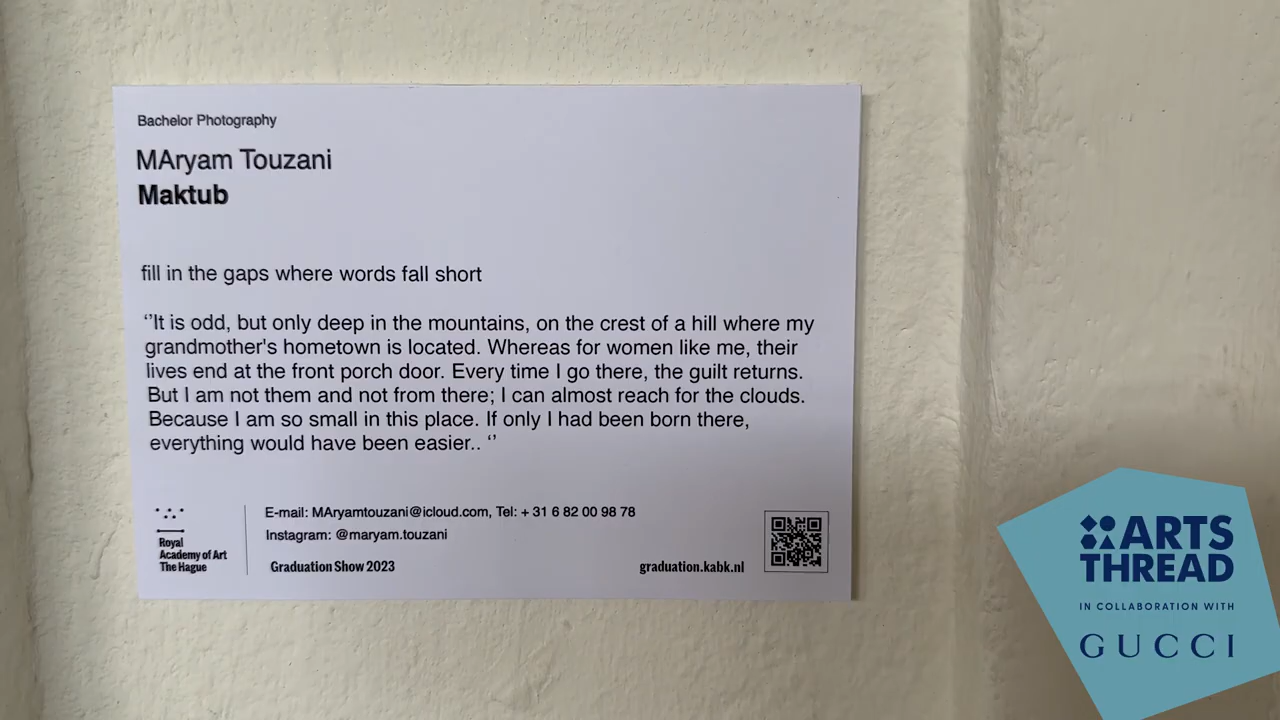 Bachelor Photography
MAryam Touzani
Maktub
fill in the gaps where words fall short
‘’It is odd, but only deep in the mountains, on the crest of a hill where my
grandmother's hometown is located. Whereas for women like me, their
lives end at the front porch door. Every time I go there, the guilt returns.
But I am not them and not from there; I can almost reach for the clouds.
Because I am so small in this place. If only I had been born there,
everything would have been easier.. ‘’
Royal
Academy of Art
The Hague
E-mail: MAryamtouzani@icloud.com, Tel: + 31 6 82 00 98 78
Instagram: @maryam.touzani
Graduation Show 2023
graduation.kabk.nl
ARTS
THREAD
IN COLLABORATION WITH
GUCCI